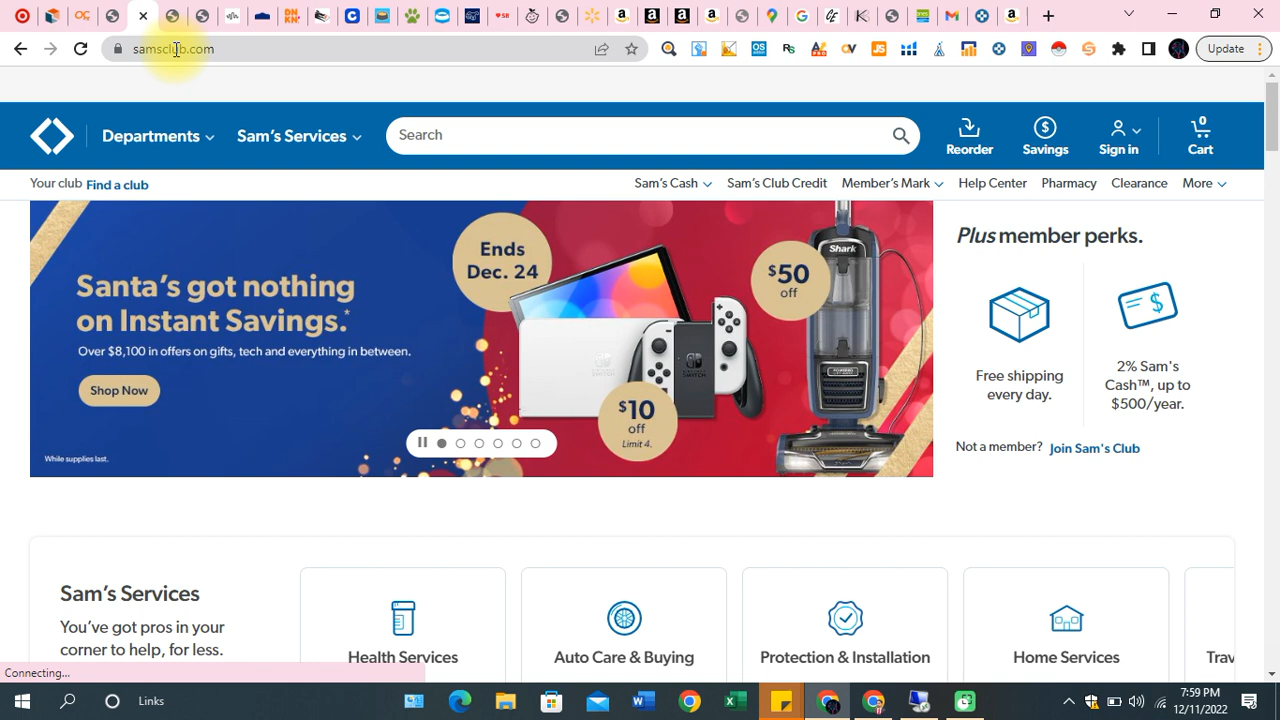 samsclub.com
Update
Departments
Sam's Services
Search
Reorder
Savings
Sign in
0
Cart
Your club Find a club
Sam's Cash
Sam's Club Credit
Member's Mark
Help Center
Pharmacy
Clearance
More
Santa's got nothing
on Instant Savings.*
Over $8,100 in offers on gifts, tech and everything in between.
Shop Now
While supplies last.
Ends
Dec. 24
$10
off
Limit 4.
$50
off
Shark
Plus member perks.
Free shipping
every day.
2% Sam's
Cash™, up to
$500/year.
Not a member? Join Sam's Club
Sam's Services
You've got pros in your
corner to help, for less.
Health Services
Auto Care & Buying
Protection & Installation
Home Services
Trav
Connecting...
Links
7:59 PM
12/11/2022